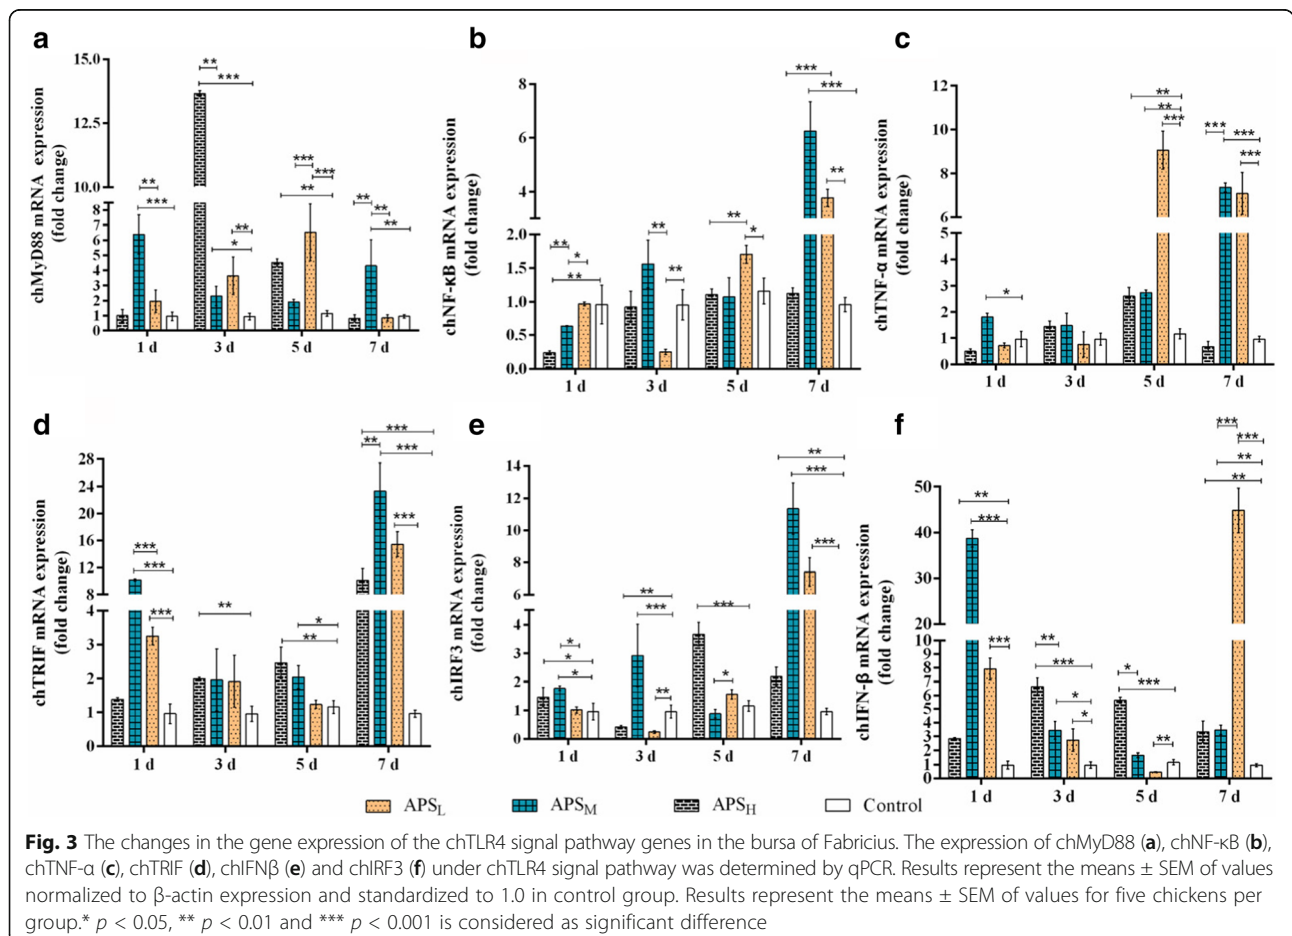 a
15.0
12.5
10.0
8
7
6
5
4
3
2
1
0
chMyD88 mRNA expression
(fold change)
** *** ** *** ** * *** *** ** ** ** **
1 d 3 d 5 d 7 d
b
8
6
4
2.0
1.5
1.0
0.5
0.0
chNF-κB mRNA expression
(fold change)
** * ** ** ** ** * *** *** **
1 d 3 d 5 d 7 d
c
12
10
8
6
5
4
3
2
1
0
chTNF-α mRNA expression
(fold change)
* ** ** *** *** *** ***
1 d 3 d 5 d 7 d
d
28
24
20
16
12
8
4
3
2
1
0
chTRIF mRNA expression
(fold change)
*** *** *** ** * ** *** ** *** ***
1 d 3 d 5 d 7 d
e
14
12
10
8
6
4
3
2
1
0
chIRF3 mRNA expression
(fold change)
* * * ** *** ** *** * ** *** ***
1 d 3 d 5 d 7 d
f
50
40
30
20
10
9
8
7
6
5
4
3
2
1
0
chIFN-β mRNA expression
(fold change)
** *** *** ** *** * * * *** ** *** *** ** **
1 d 3 d 5 d 7 d
APSL APSM APSH Control
Fig. 3 The changes in the gene expression of the chTLR4 signal pathway genes in the bursa of Fabricius. The expression of chMyD88 (a), chNF-κB (b),
chTNF-α (c), chTRIF (d), chIFNβ (e) and chIRF3 (f) under chTLR4 signal pathway was determined by qPCR. Results represent the means ± SEM of values
normalized to β-actin expression and standardized to 1.0 in control group. Results represent the means ± SEM of values for five chickens per
group.* p < 0.05, ** p < 0.01 and *** p < 0.001 is considered as significant difference